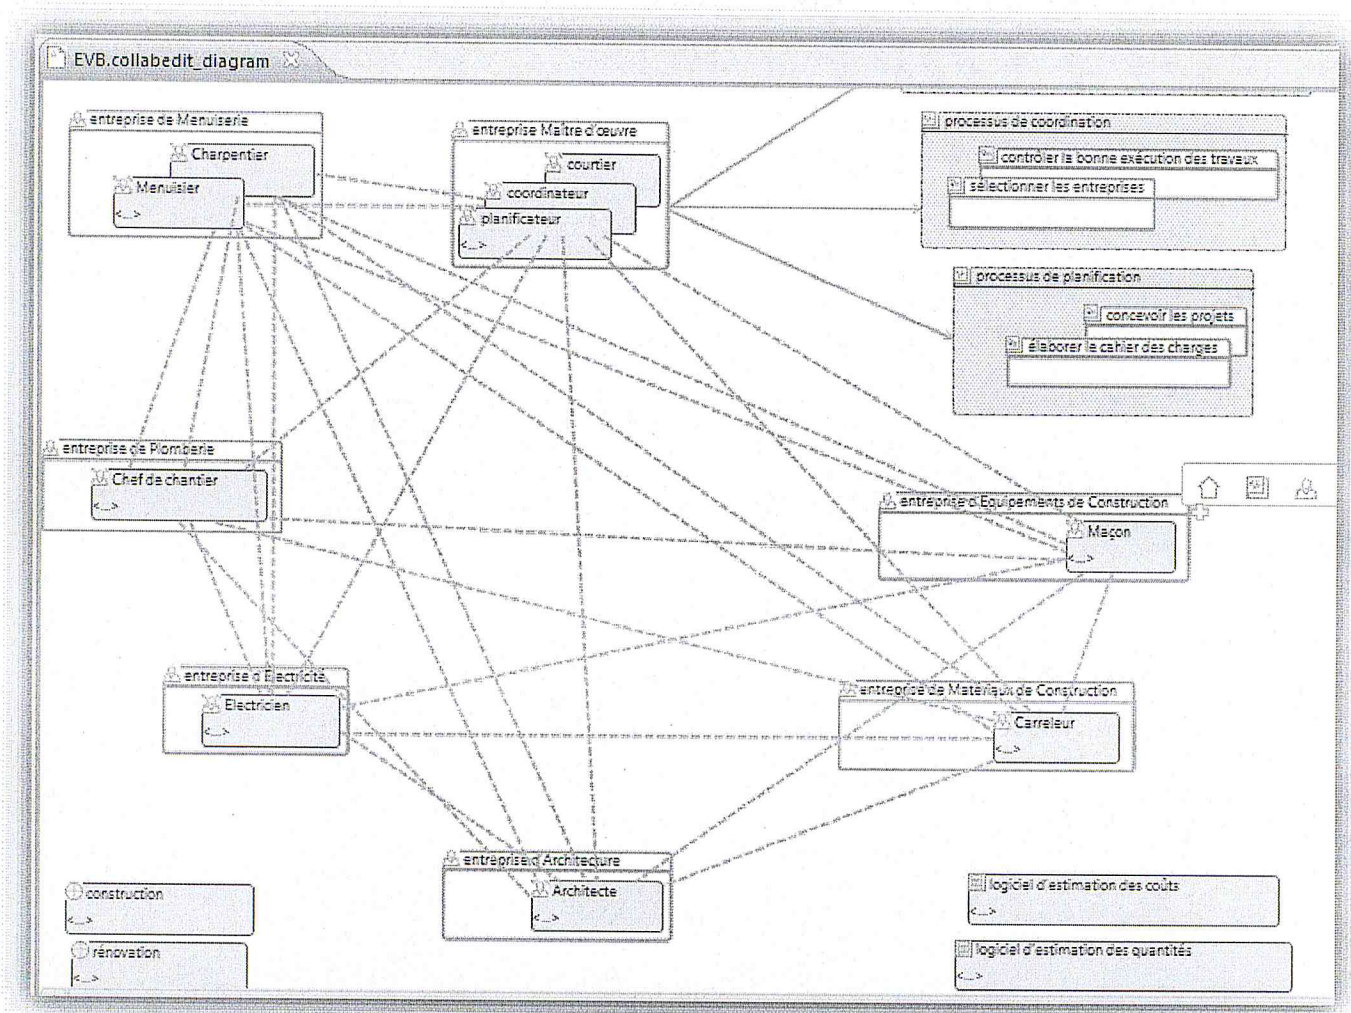 EVB.collabedit_diagram
entreprise de Menuiserie
Charpentier
Menuisier
<...>
entreprise Maître d'œuvre
courtier
coordinateur
planificateur
<...>
processus de coordination
contrôler la bonne exécution des travaux
sélectionner les entreprises
processus de planification
concevoir les projets
élaborer le cahier des charges
entreprise de Plomberie
Chef de chantier
<...>
entreprise d'Equipements de Construction
Maçon
<...>
entreprise d'Electricité
Electricien
<...>
entreprise de Matériaux de Construction
Carreleur
<...>
entreprise d'Architecture
Architecte
<...>
construction
<...>
rénovation
<...>
logiciel d'estimation des coûts
<...>
logiciel d'estimation des quantités
<...>